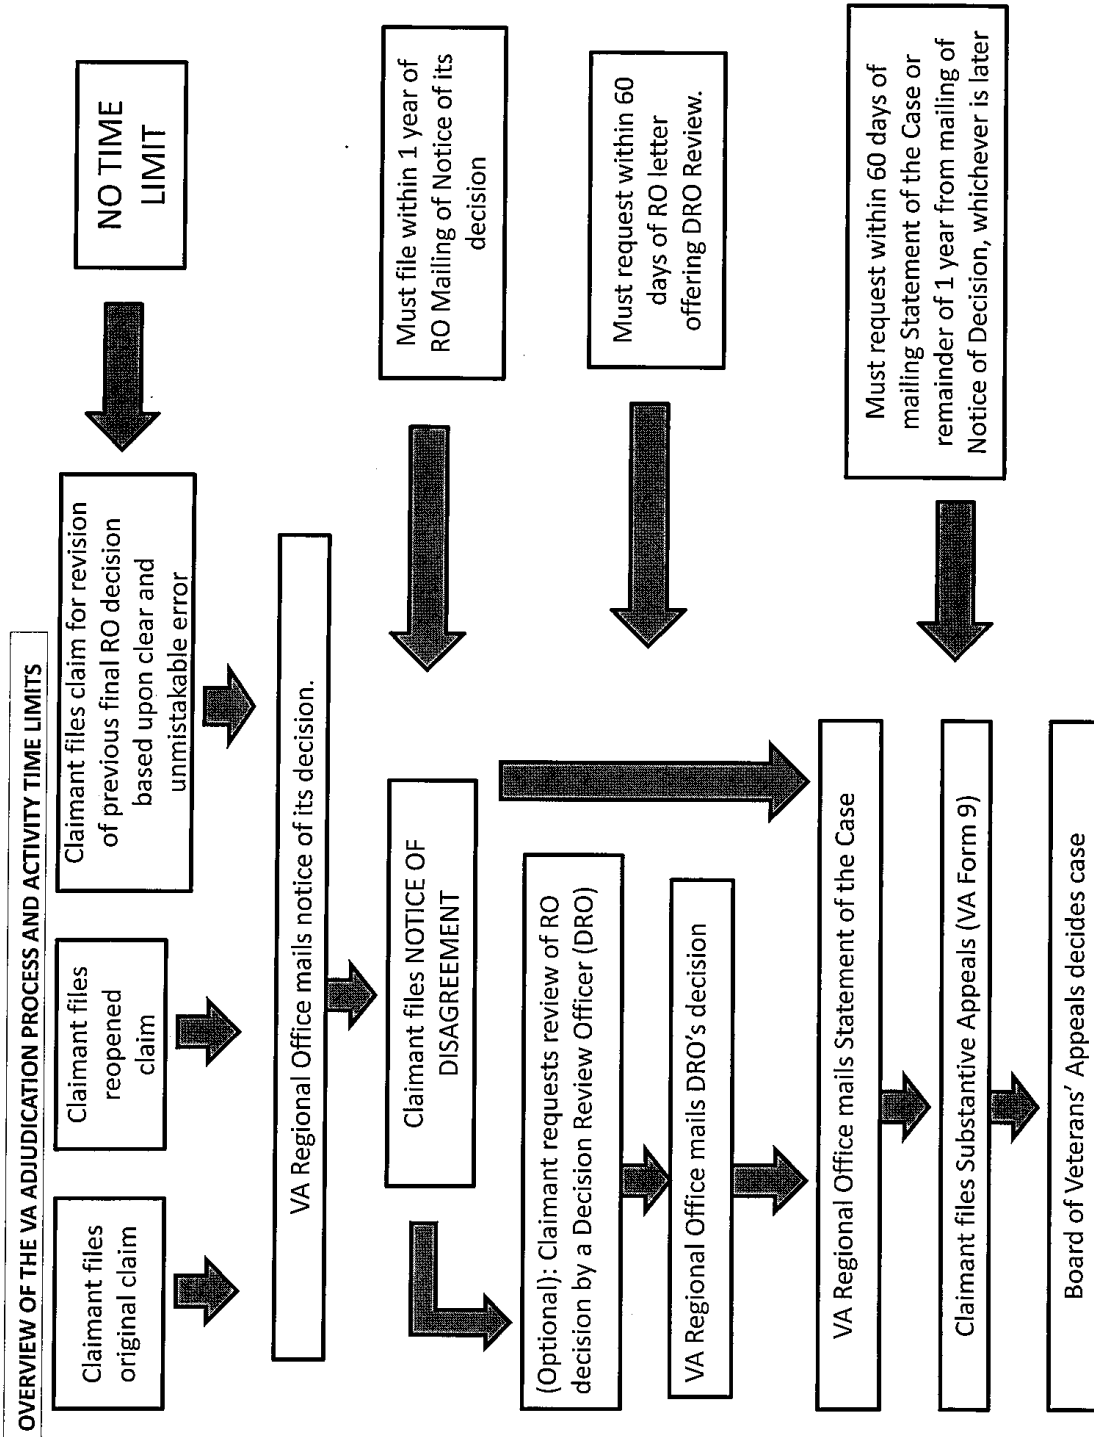 OVERVIEW OF THE VA ADJUDICATION PROCESS AND ACTIVITY TIME LIMITS
Claimant files
original claim
Claimant files
reopened
claim
Claimant files claim for revision
of previous final RO decision
based upon clear and
unmistakable error
NO TIME
LIMIT
VA Regional Office mails notice of its decision.
Claimant files NOTICE OF
DISAGREEMENT
Must file within 1 year of
RO Mailing of Notice of its
decision
(Optional): Claimant requests review of RO
decision by a Decision Review Officer (DRO)
Must request within 60
days of RO letter
offering DRO Review.
VA Regional Office mails DRO’s decision
VA Regional Office mails Statement of the Case
Must request within 60 days of
mailing Statement of the Case or
remainder of 1 year from mailing of
Notice of Decision, whichever is later
Claimant files Substantive Appeals (VA Form 9)
Board of Veterans’ Appeals decides case